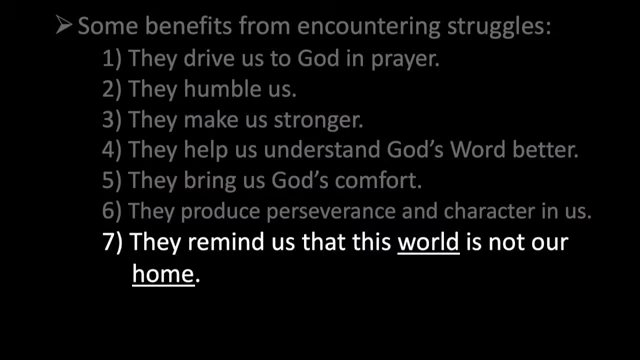 ➢ Some benefits from encountering struggles:
1) They drive us to God in prayer.
2) They humble us.
3) They make us stronger.
4) They help us understand God's Word better.
5) They bring us God's comfort.
6) They produce perseverance and character in us.
7) They remind us that this world is not our
home.